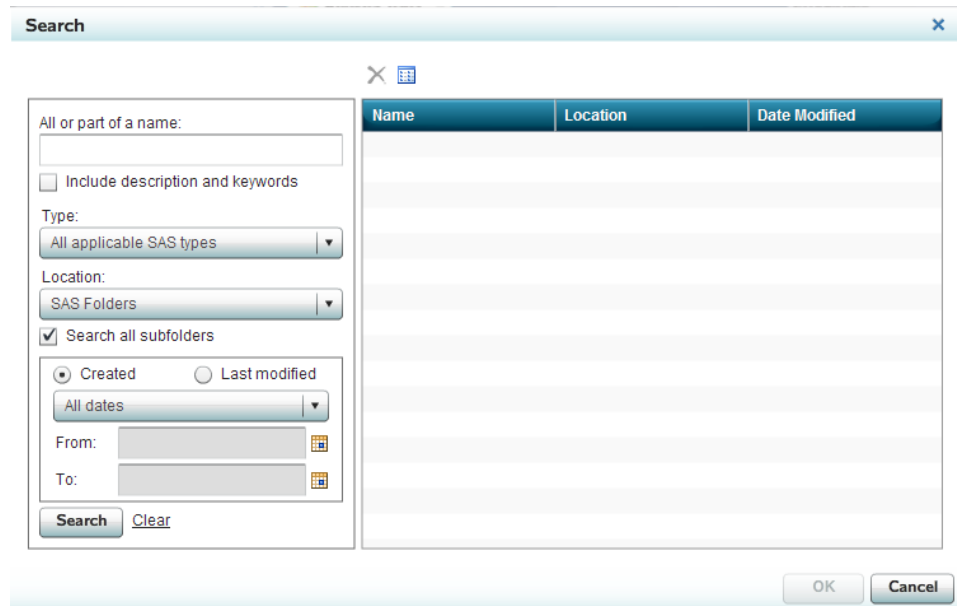 Search
All or part of a name:
Include description and keywords
Type:
All applicable SAS types
Location:
SAS Folders
Search all subfolders
Created Last modified
All dates
From:
To:
Search Clear
Name Location Date Modified
OK Cancel